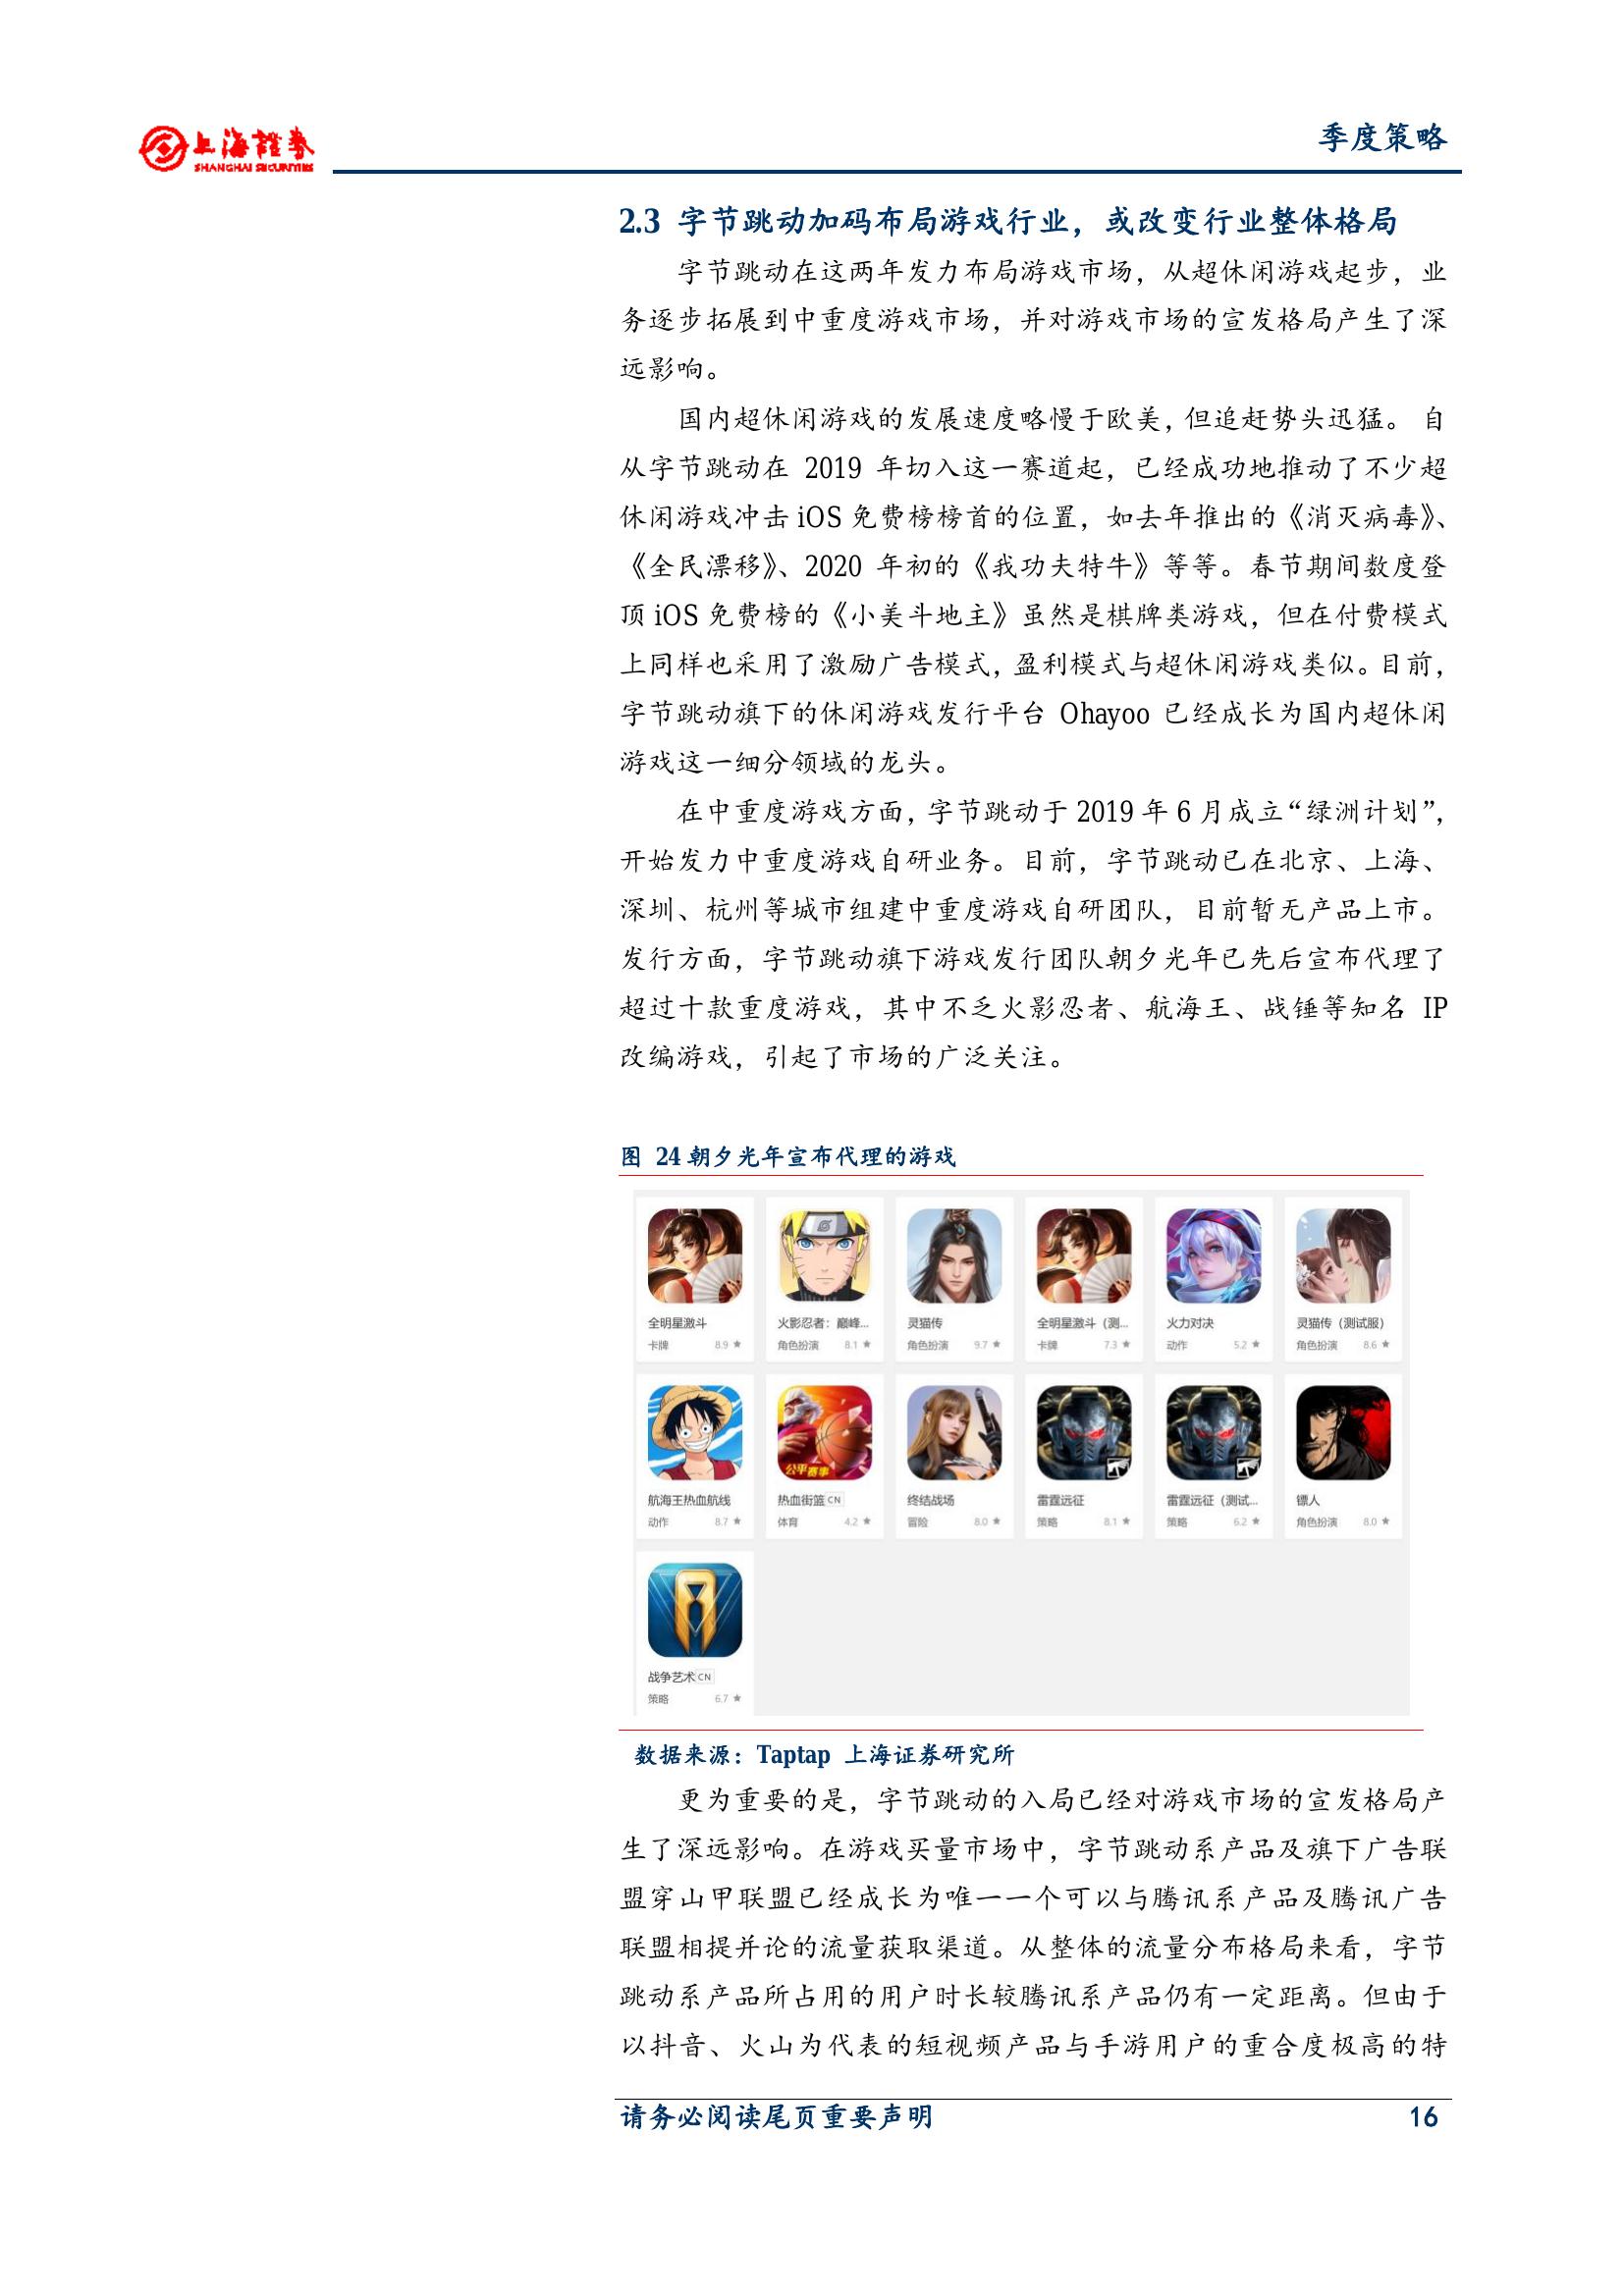 上海證券
SHANGHAI SECURITIES
季度策略
2.3 字节跳动加码布局游戏行业，或改变行业整体格局
字节跳动在这两年发力布局游戏市场，从超休闲游戏起步，业
务逐步拓展到中重度游戏市场，并对游戏市场的宣发格局产生了深
远影响。
国内超休闲游戏的发展速度略慢于欧美，但追赶势头迅猛。 自
从字节跳动在 2019 年切入这一赛道起，已经成功地推动了不少超
休闲游戏冲击 iOS 免费榜榜首的位置，如去年推出的《消灭病毒》、
《全民漂移》、2020 年初的《我功夫特牛》等等。春节期间数度登
顶 iOS 免费榜的《小美斗地主》虽然是棋牌类游戏，但在付费模式
上同样也采用了激励广告模式，盈利模式与超休闲游戏类似。目前，
字节跳动旗下的休闲游戏发行平台 Ohayoo 已经成长为国内超休闲
游戏这一细分领域的龙头。
在中重度游戏方面，字节跳动于 2019 年 6 月成立“绿洲计划”，
开始发力中重度游戏自研业务。目前，字节跳动已在北京、上海、
深圳、杭州等城市组建中重度游戏自研团队，目前暂无产品上市。
发行方面，字节跳动旗下游戏发行团队朝夕光年已先后宣布代理了
超过十款重度游戏，其中不乏火影忍者、航海王、战锤等知名 IP
改编游戏，引起了市场的广泛关注。
图 24 朝夕光年宣布代理的游戏
全明星激斗 火影忍者：巅峰... 灵猫传 全明星激斗（测... 火力对决 灵猫传（测试服）
卡牌 8.9 ★ 角色扮演 8.1 ★ 角色扮演 9.7 ★ 卡牌 7.3 ★ 动作 5.2 ★ 角色扮演 8.6 ★
公平赛事
航海王热血航线 热血街篮 CN 终结战场 雷霆远征 雷霆远征（测试... 镖人
动作 8.7 ★ 体育 4.2 ★ 冒险 8.0 ★ 策略 8.1 ★ 策略 6.2 ★ 角色扮演 8.0 ★
战争艺术 CN
策略 6.7 ★
数据来源：Taptap 上海证券研究所
更为重要的是，字节跳动的入局已经对游戏市场的宣发格局产
生了深远影响。在游戏买量市场中，字节跳动系产品及旗下广告联
盟穿山甲联盟已经成长为唯一一个可以与腾讯系产品及腾讯广告
联盟相提并论的流量获取渠道。从整体的流量分布格局来看，字节
跳动系产品所占用的用户时长较腾讯系产品仍有一定距离。但由于
以抖音、火山为代表的短视频产品与手游用户的重合度极高的特
请务必阅读尾页重要声明 16